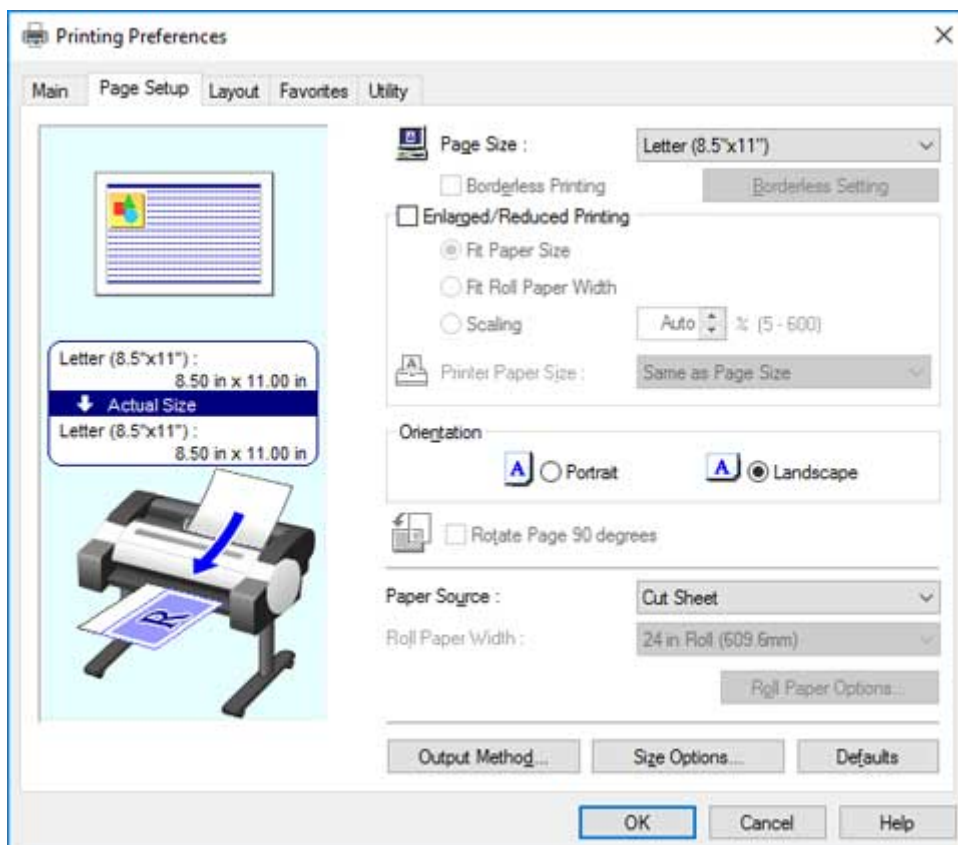 Printing Preferences
Main Page Setup Layout Favorites Utility
Page Size : Letter (8.5"x11")
Borderless Printing Borderless Setting
Enlarged/Reduced Printing
Fit Paper Size
Fit Roll Paper Width
Scaling Auto % (5 - 600)
Printer Paper Size : Same as Page Size
Letter (8.5"x11") :
8.50 in x 11.00 in
Actual Size
Letter (8.5"x11") :
8.50 in x 11.00 in
R
Orientation
A Portrait A Landscape
Rotate Page 90 degrees
Paper Source : Cut Sheet
Roll Paper Width : 24 in Roll (609.6mm)
Roll Paper Options...
Output Method... Size Options... Defaults
OK Cancel Help